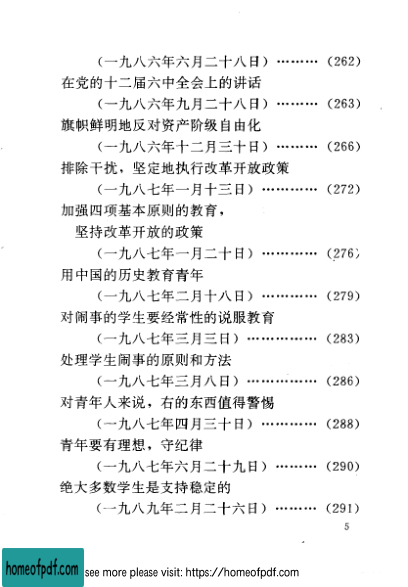 （一九八六年六月二十八日）………（262）
在党的十二届六中全会上的讲话
（一九八六年九月二十八日）………（263）
旗帜鲜明地反对资产阶级自由化
（一九八六年十二月三十日）………（266）
排除干扰，坚定地执行改革开放政策
（一九八七年一月十三日）…………（272）
加强四项基本原则的教育，
坚持改革开放的政策
（一九八七年一月二十日）…………（276）
用中国的历史教育青年
（一九八七年二月十八日）…………（279）
对闹事的学生要经常性的说服教育
（一九八七年三月三日）……………（283）
处理学生闹事的原则和方法
（一九八七年三月八日）……………（286）
对青年人来说，右的东西值得警惕
（一九八七年四月三十日）…………（288）
青年要有理想，守纪律
（一九八七年六月二十九日）………（290）
绝大多数学生是支持稳定的
（一九八九年二月二十六日）………（291）
5
homeofpdf.com
see more please visit: https://homeofpdf.com